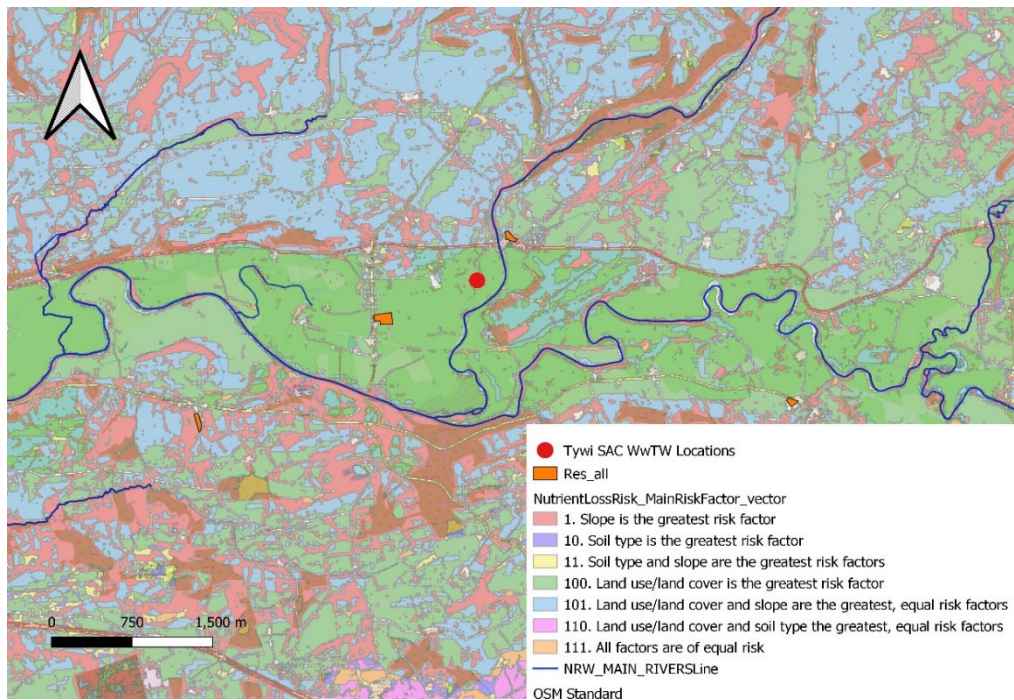 Tywi SAC WwTW Locations
Res_all
NutrientLossRisk_MainRiskFactor_vector
1. Slope is the greatest risk factor
10. Soil type is the greatest risk factor
11. Soil type and slope are the greatest risk factors
100. Land use/land cover is the greatest risk factor
101. Land use/land cover and slope are the greatest, equal risk factors
110. Land use/land cover and soil type the greatest, equal risk factors
111. All factors are of equal risk
NRW_MAIN_RIVERSLine
OSM Standard
0 750 1,500 m